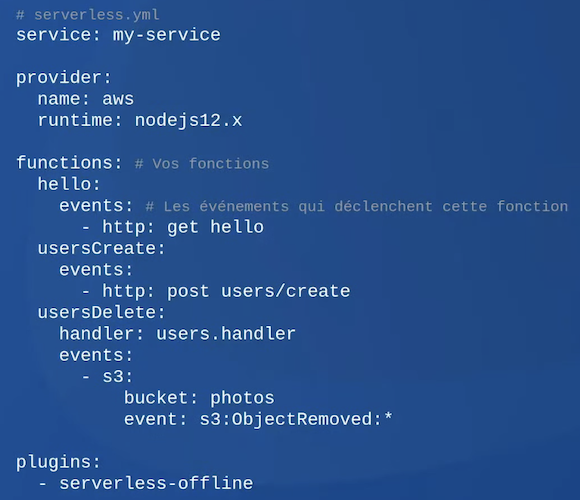 # serverless.yml
service: my-service

provider:
  name: aws
  runtime: nodejs12.x

functions: # Vos fonctions
  hello:
    events: # Les événements qui déclenchent cette fonction
      - http: get hello
  usersCreate:
    events:
      - http: post users/create
  usersDelete:
    handler: users.handler
    events:
      - s3:
          bucket: photos
          event: s3:ObjectRemoved:*

plugins:
  - serverless-offline